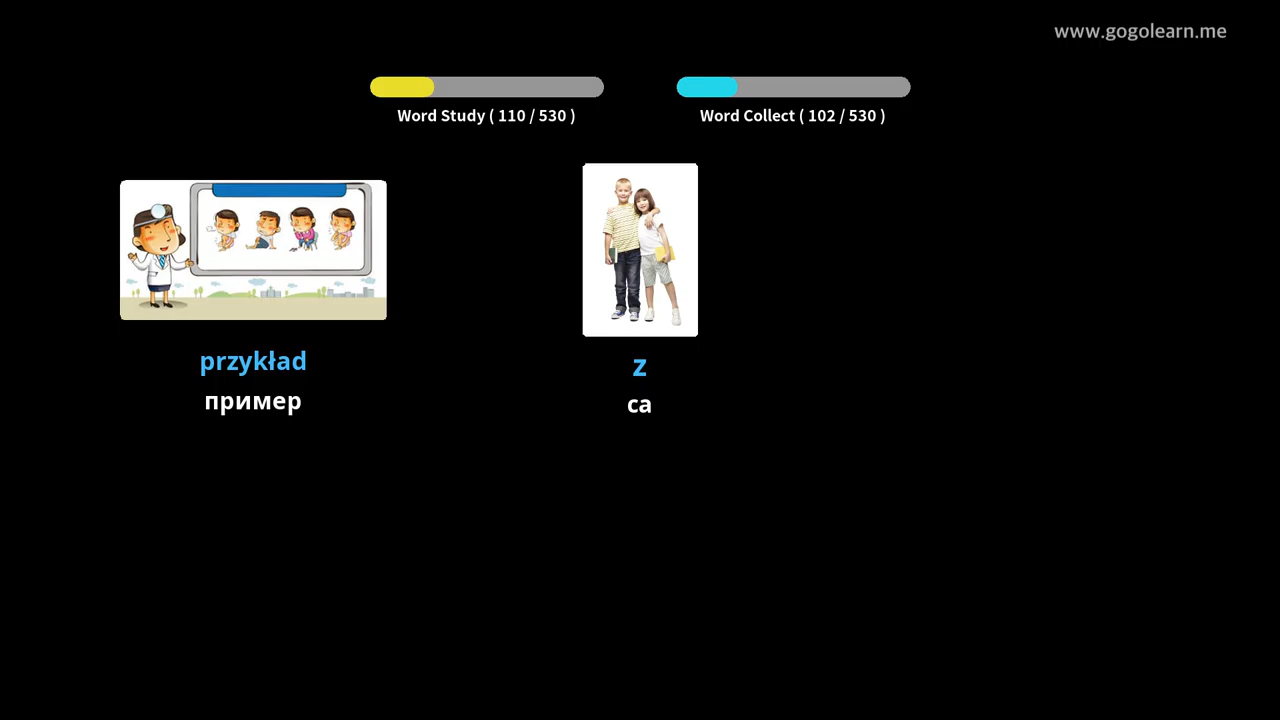 www.gogolearn.me
Word Study ( 110 / 530 )
Word Collect ( 102 / 530 )
przykład
пример
z
са